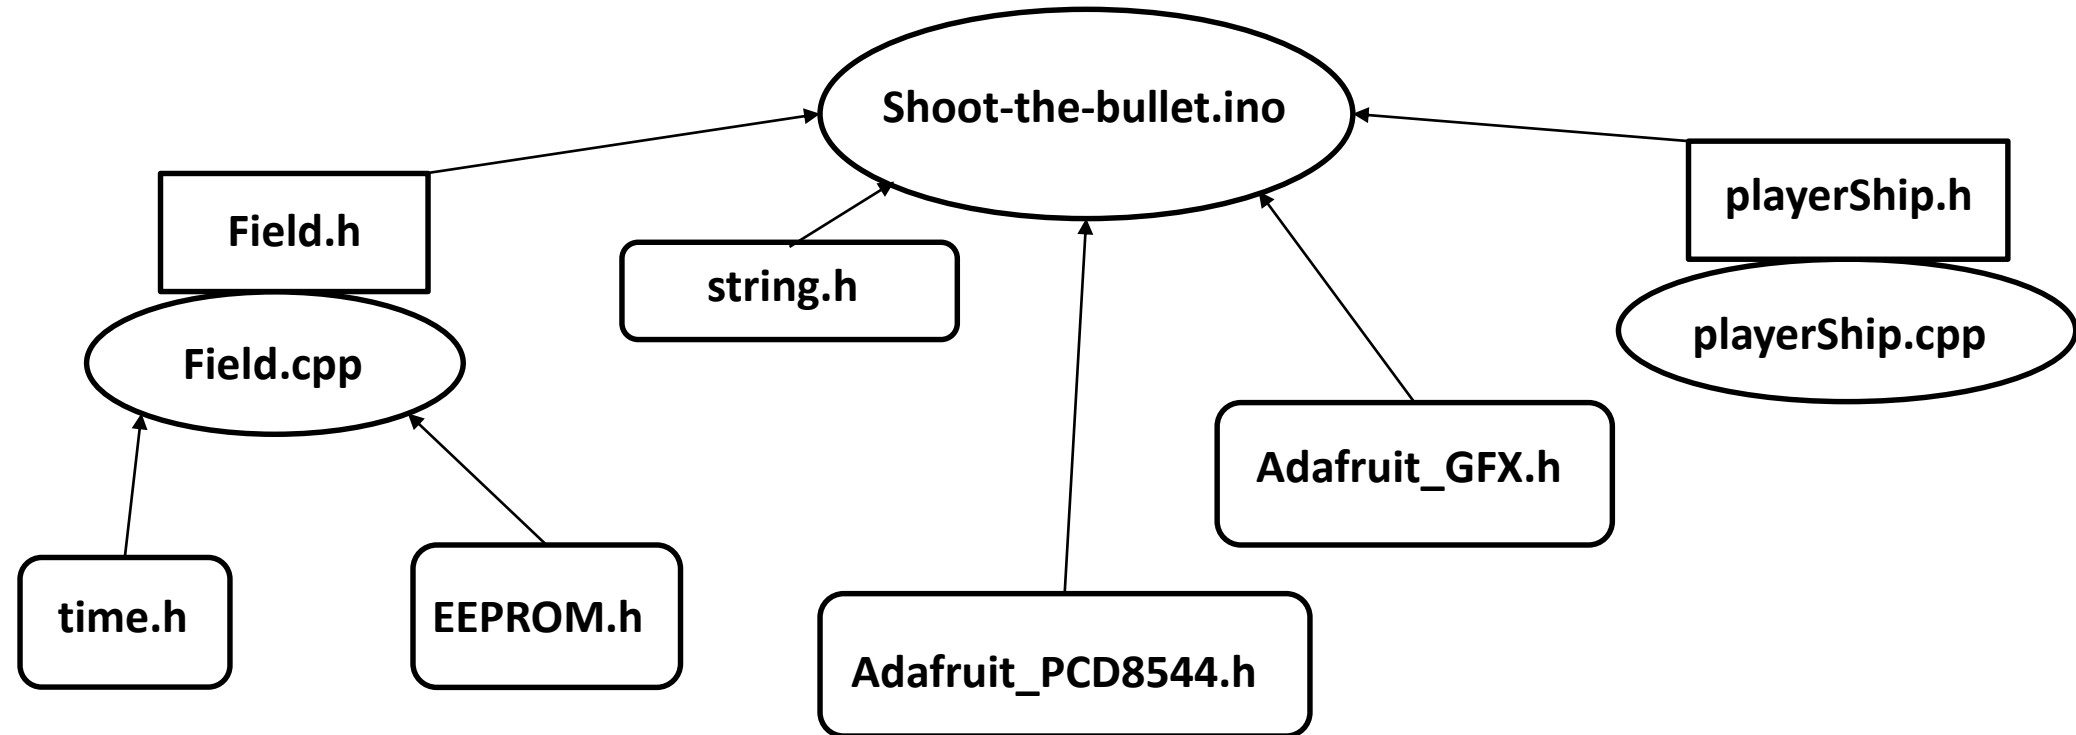 Shoot-the-bullet.ino
Field.h
string.h
playerShip.h
Field.cpp
playerShip.cpp
Adafruit_GFX.h
time.h
EEPROM.h
Adafruit_PCD8544.h